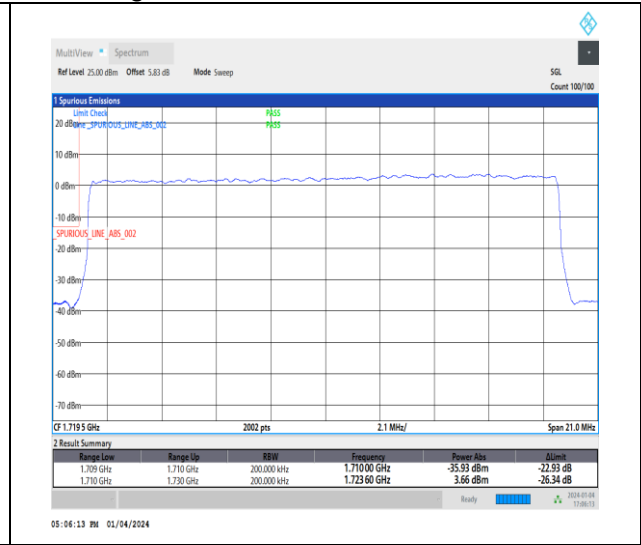 MultiView Spectrum
Ref Level 25.00 dBm Offset 5.83 dB Mode Sweep SGL
Count 100/100
1 Spurious Emissions
Limit Check PASS
20 dBm Line _SPURIOUS_LINE_ABS_002 PASS
10 dBm
0 dBm
-10 dBm
_SPURIOUS_LINE_ABS_002
-20 dBm
-30 dBm
-40 dBm
-50 dBm
-60 dBm
-70 dBm
CF 1.7195 GHz 2002 pts 2.1 MHz/ Span 21.0 MHz
2 Result Summary
Range Low Range Up RBW Frequency Power Abs ΔLimit
1.709 GHz 1.710 GHz 200.000 kHz 1.71000 GHz -35.93 dBm -22.93 dB
1.710 GHz 1.730 GHz 200.000 kHz 1.72360 GHz 3.66 dBm -26.34 dB
Ready 2024-01-04
17:06:13
05:06:13 PM 01/04/2024